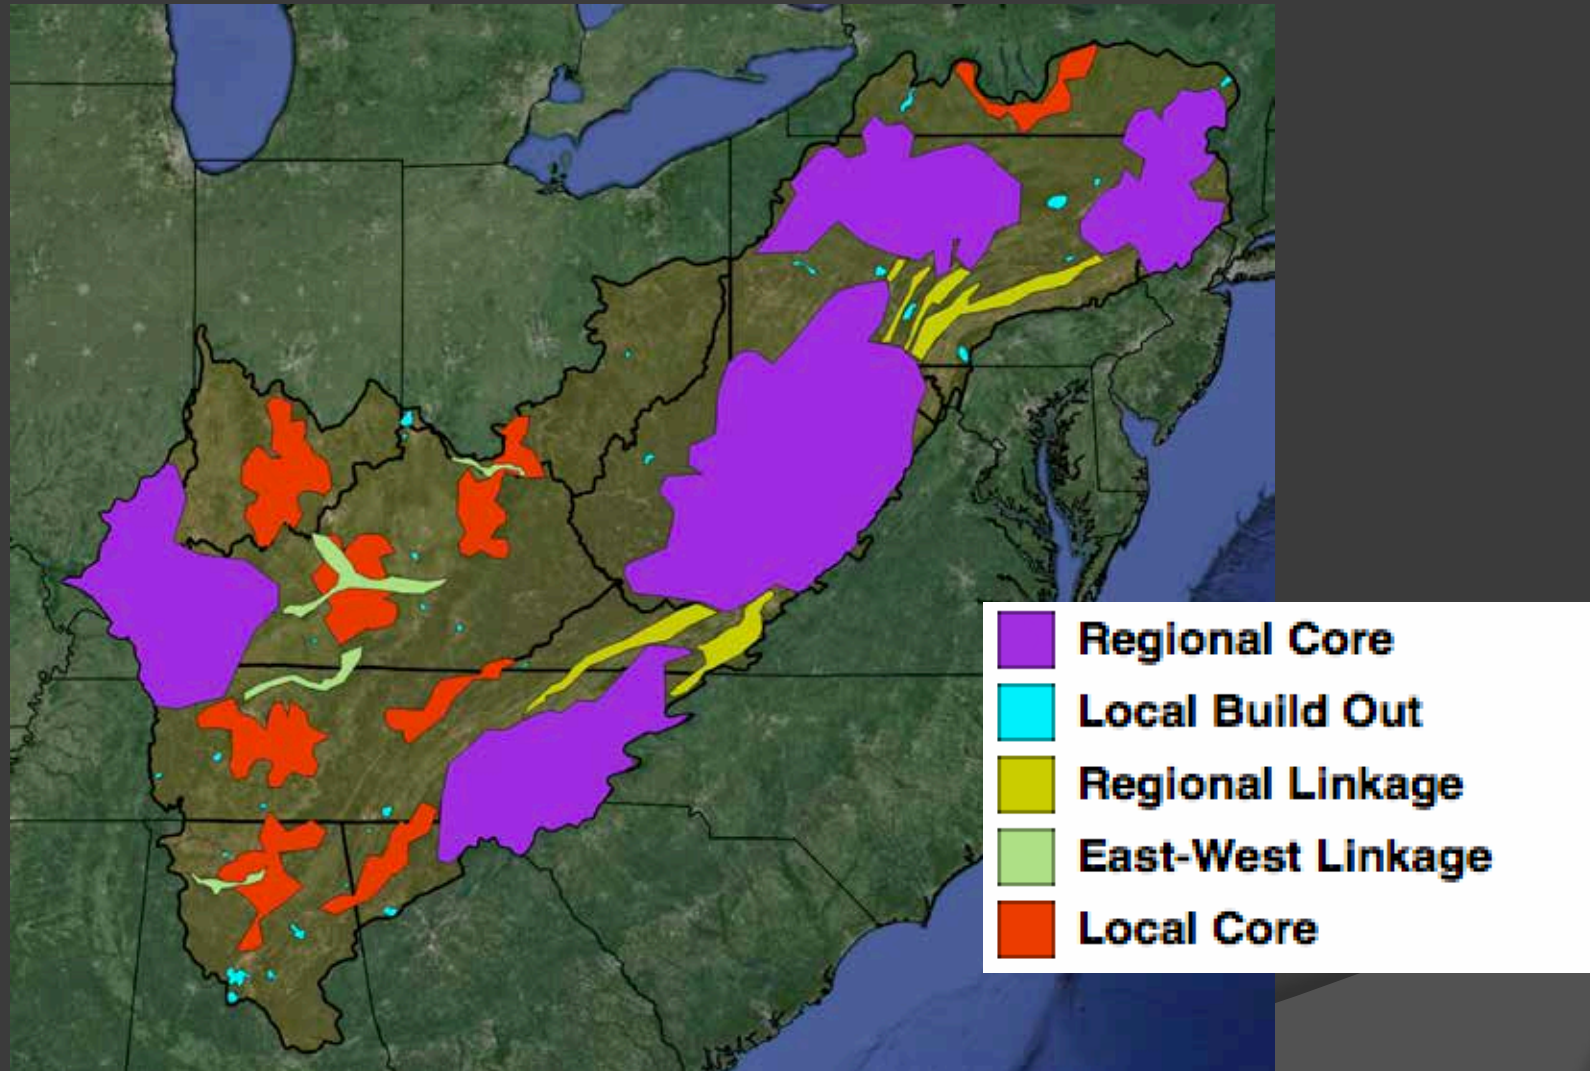 Regional Core
Local Build Out
Regional Linkage
East-West Linkage
Local Core